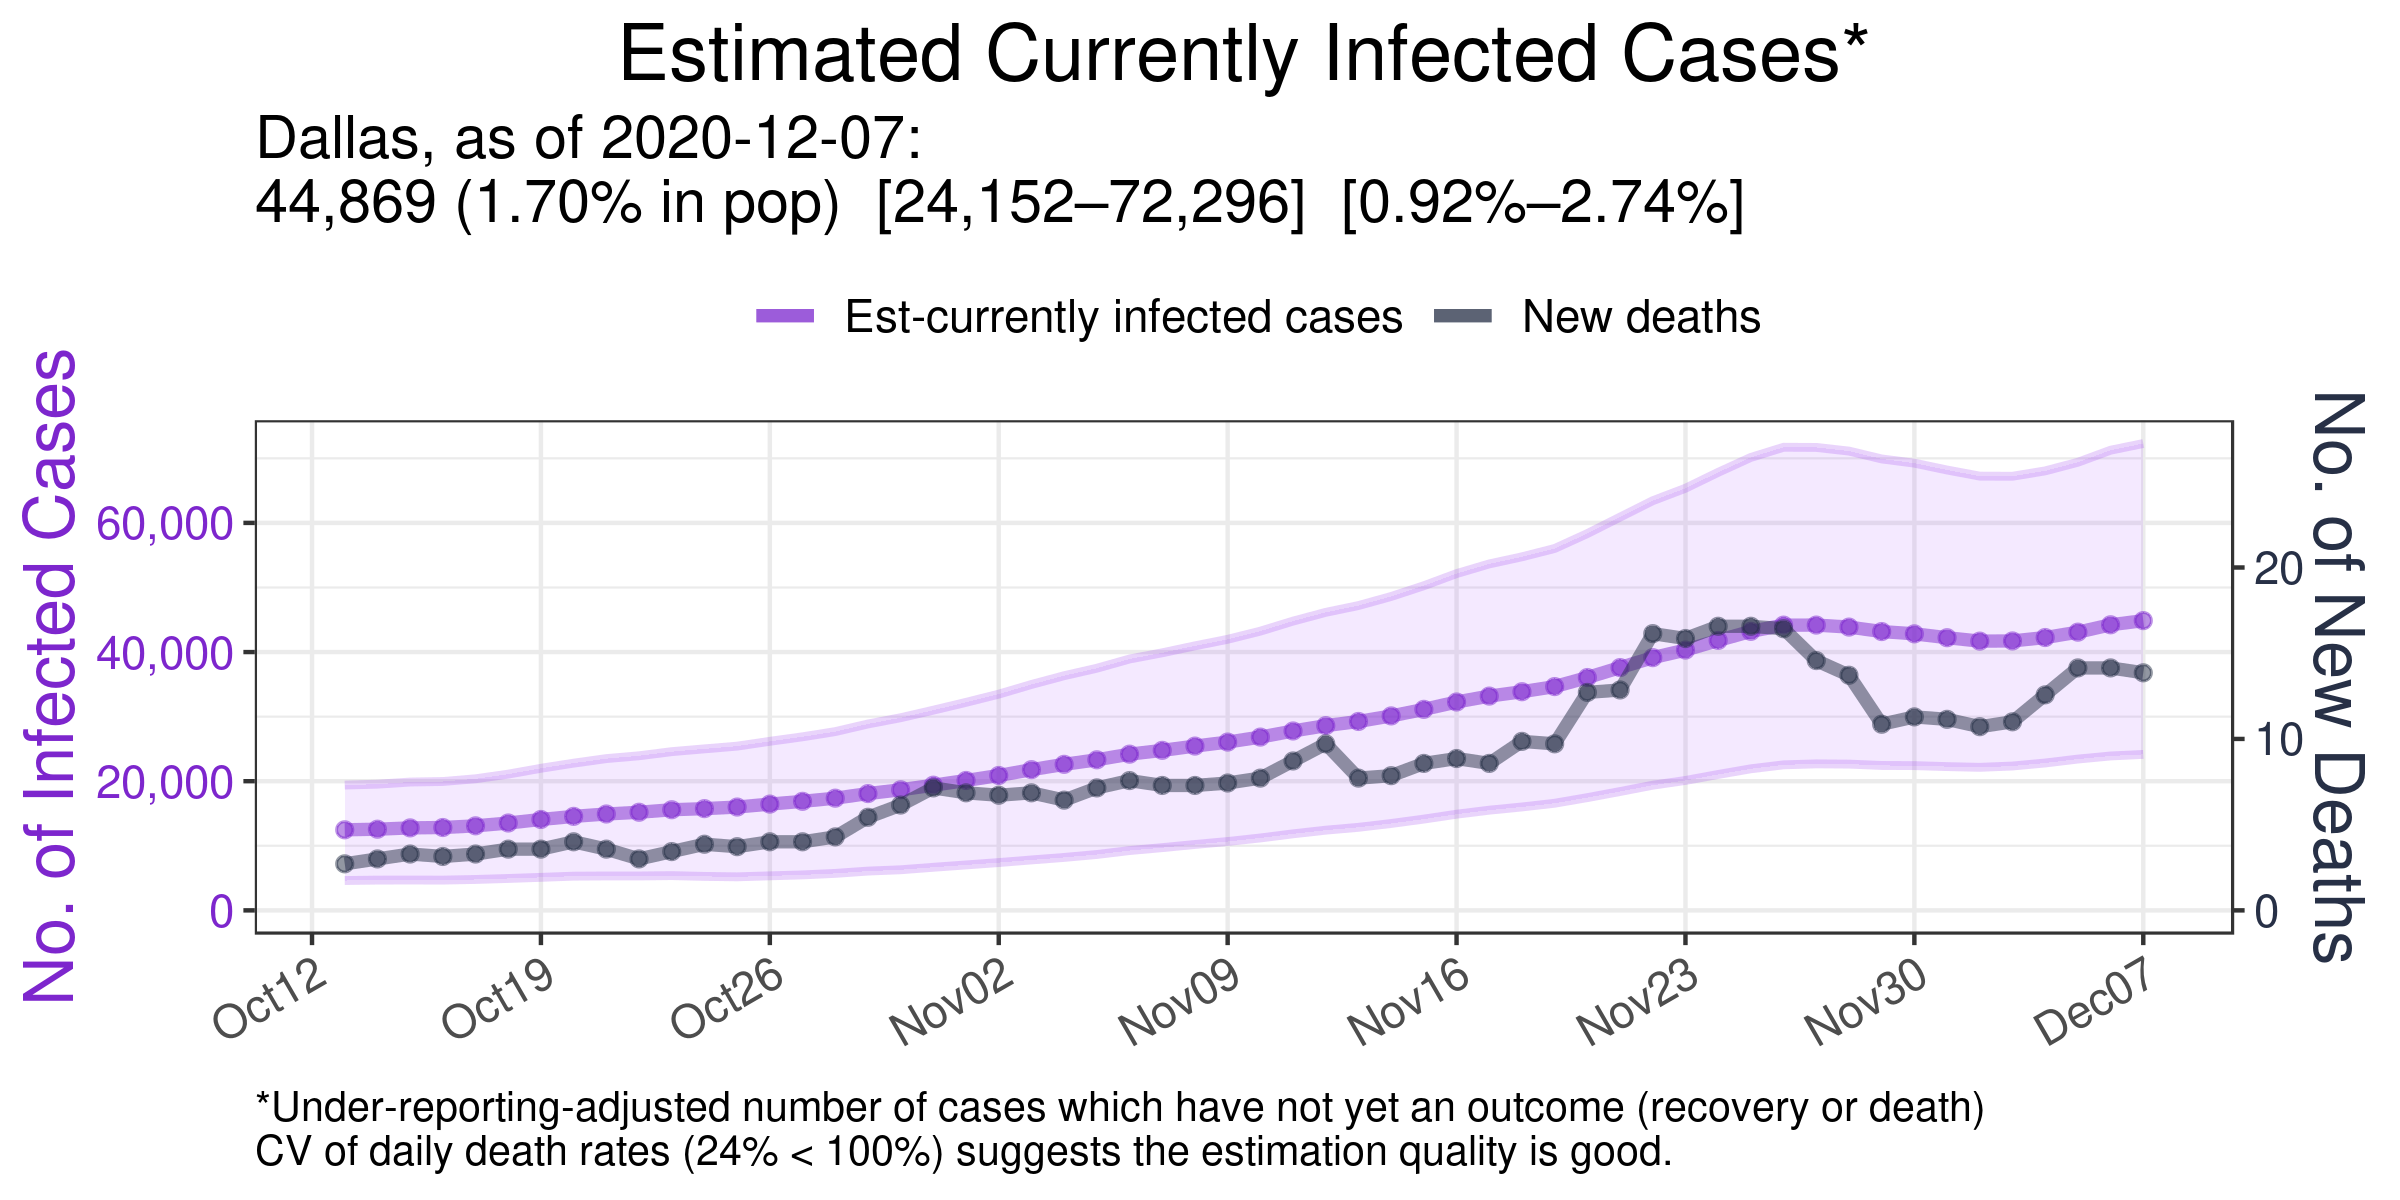 Estimated Currently Infected Cases*
Dallas, as of 2020-12-07:
44,869 (1.70% in pop)  [24,152–72,296]  [0.92%–2.74%]
Est-currently infected cases
New deaths
No. of Infected Cases
60,000
40,000
20,000
0
No. of New Deaths
20
10
0
Oct12
Oct19
Oct26
Nov02
Nov09
Nov16
Nov23
Nov30
Dec07
*Under-reporting-adjusted number of cases which have not yet an outcome (recovery or death)
CV of daily death rates (24% < 100%) suggests the estimation quality is good.